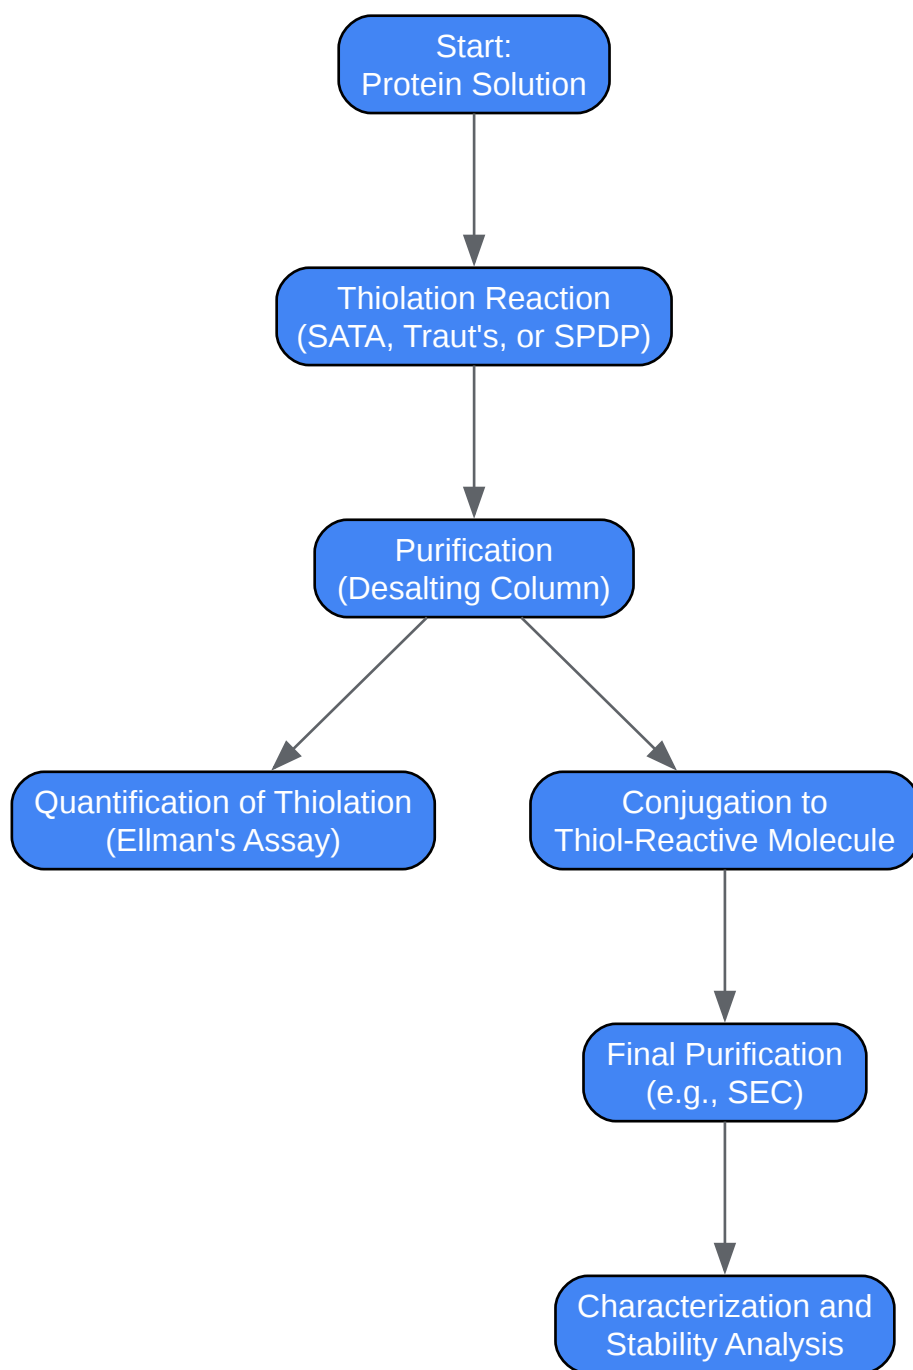 Start:
Protein Solution
Thiolation Reaction
(SATA, Traut's, or SPDP)
Purification
(Desalting Column)
Quantification of Thiolation
(Ellman's Assay)
Conjugation to
Thiol-Reactive Molecule
Final Purification
(e.g., SEC)
Characterization and
Stability Analysis